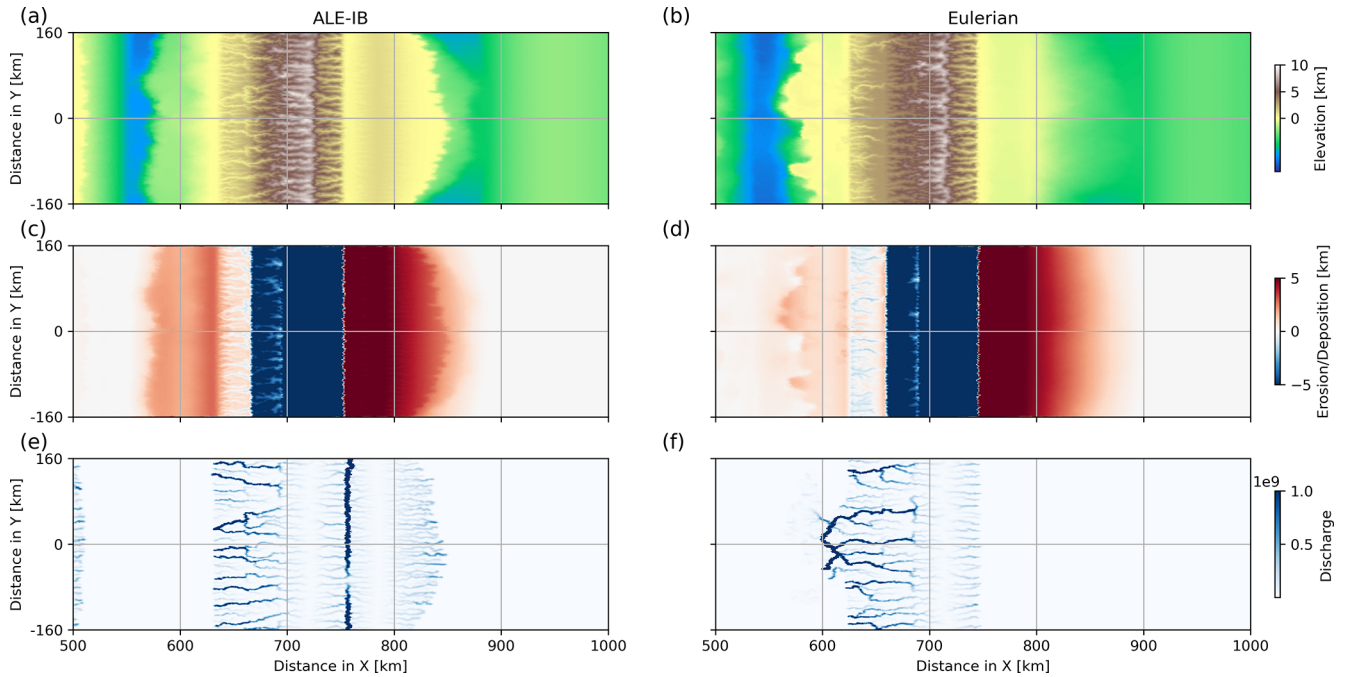 (a) ALE-IB (b) Eulerian
160
0
-160
Distance in Y [km]
10
5
0
Elevation [km]
(c) (d)
160
0
-160
Distance in Y [km]
5
0
−5
Erosion/Deposition [km]
(e) (f)
160
0
-160
Distance in Y [km]
1e9
1.0
0.5
Discharge
500 600 700 800 900 1000 500 600 700 800 900 1000
Distance in X [km] Distance in X [km]